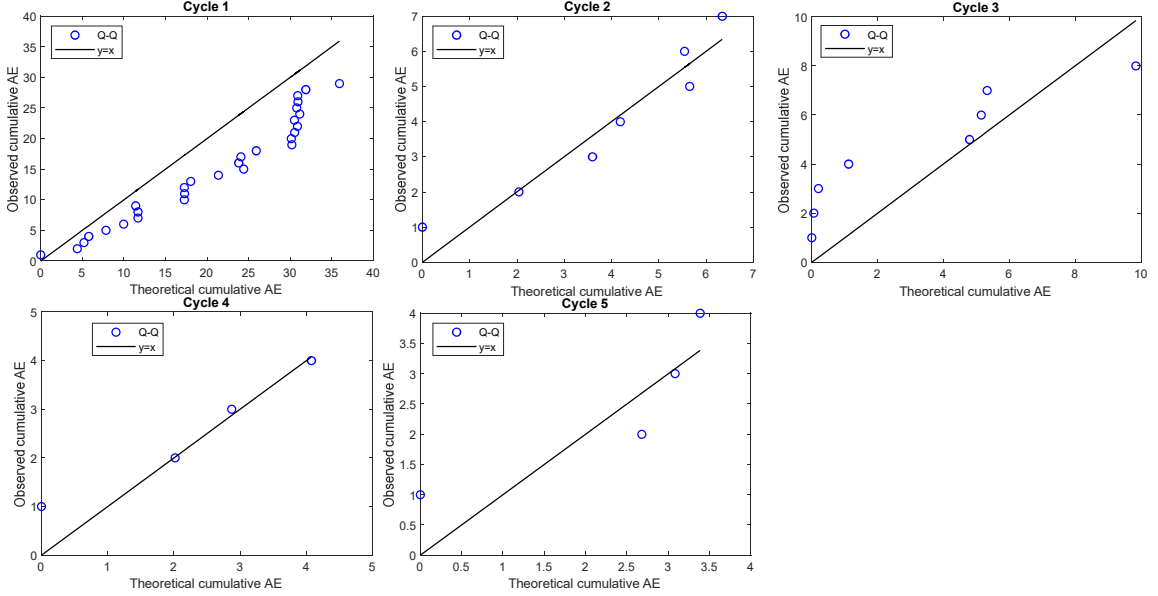 Cycle 1
Q-Q
y=x
Observed cumulative AE
40
35
30
25
20
15
10
5
0
0 5 10 15 20 25 30 35 40
Theoretical cumulative AE
Cycle 2
Q-Q
y=x
Observed cumulative AE
7
6
5
4
3
2
1
0
0 1 2 3 4 5 6 7
Theoretical cumulative AE
Cycle 3
Q-Q
y=x
Observed cumulative AE
10
8
6
4
2
0
0 2 4 6 8 10
Theoretical cumulative AE
Cycle 4
Q-Q
y=x
Observed cumulative AE
5
4
3
2
1
0
0 1 2 3 4 5
Theoretical cumulative AE
Cycle 5
Q-Q
y=x
Observed cumulative AE
4
3.5
3
2.5
2
1.5
1
0.5
0
0 0.5 1 1.5 2 2.5 3 3.5 4
Theoretical cumulative AE